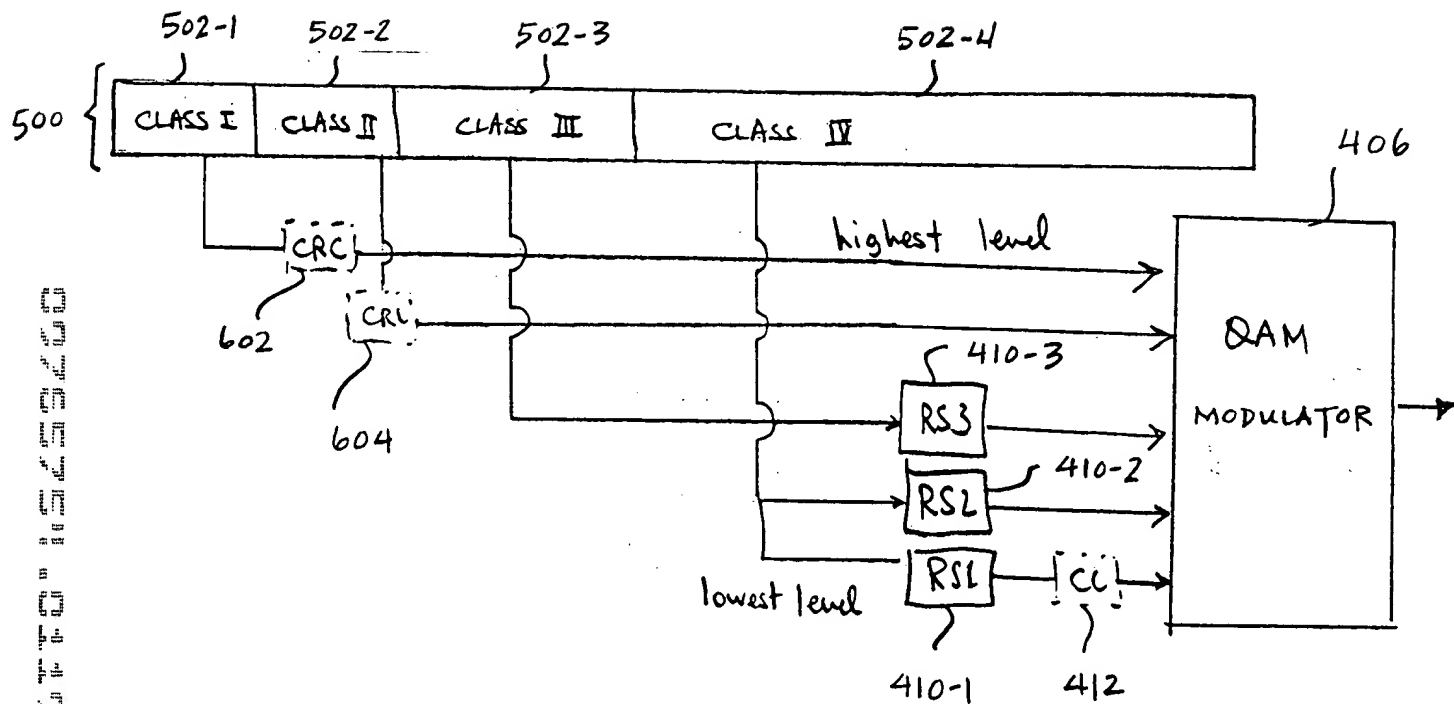 502-1 502-2 502-3 502-4
500
CLASS I CLASS II CLASS III CLASS IV
406
CRC
highest level
602
CRC
QAM
MODULATOR
604
410-3
RS3
410-2
RS2
lowest level
RS1
CC
410-1
412